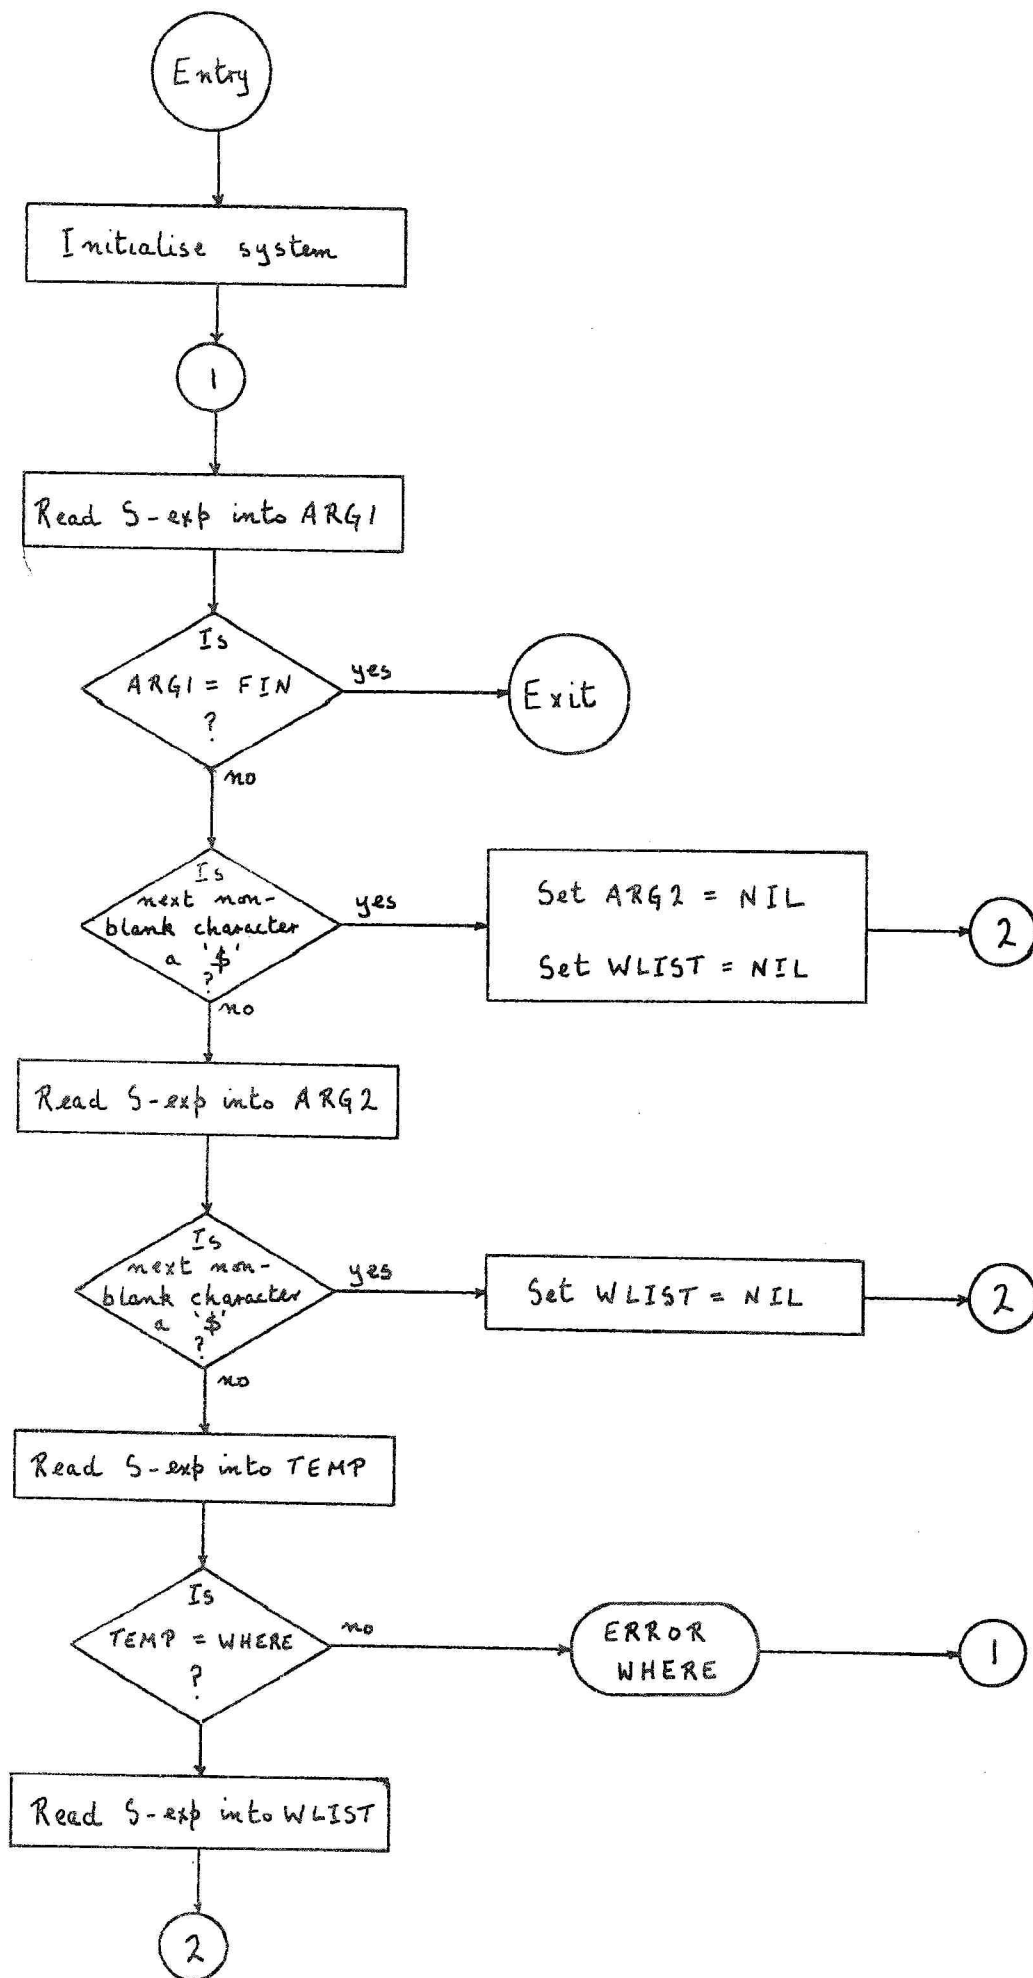 Entry
Initialise system
1
Read S-exp into ARG1
Is
ARG1 = FIN
?
yes
Exit
no
Is
next non-
blank character
a '$'
?
yes
Set ARG2 = NIL
Set WLIST = NIL
2
no
Read S-exp into ARG2
Is
next non-
blank character
a '$'
?
yes
Set WLIST = NIL
2
no
Read S-exp into TEMP
Is
TEMP = WHERE
?
no
ERROR
WHERE
1
Read S-exp into WLIST
2